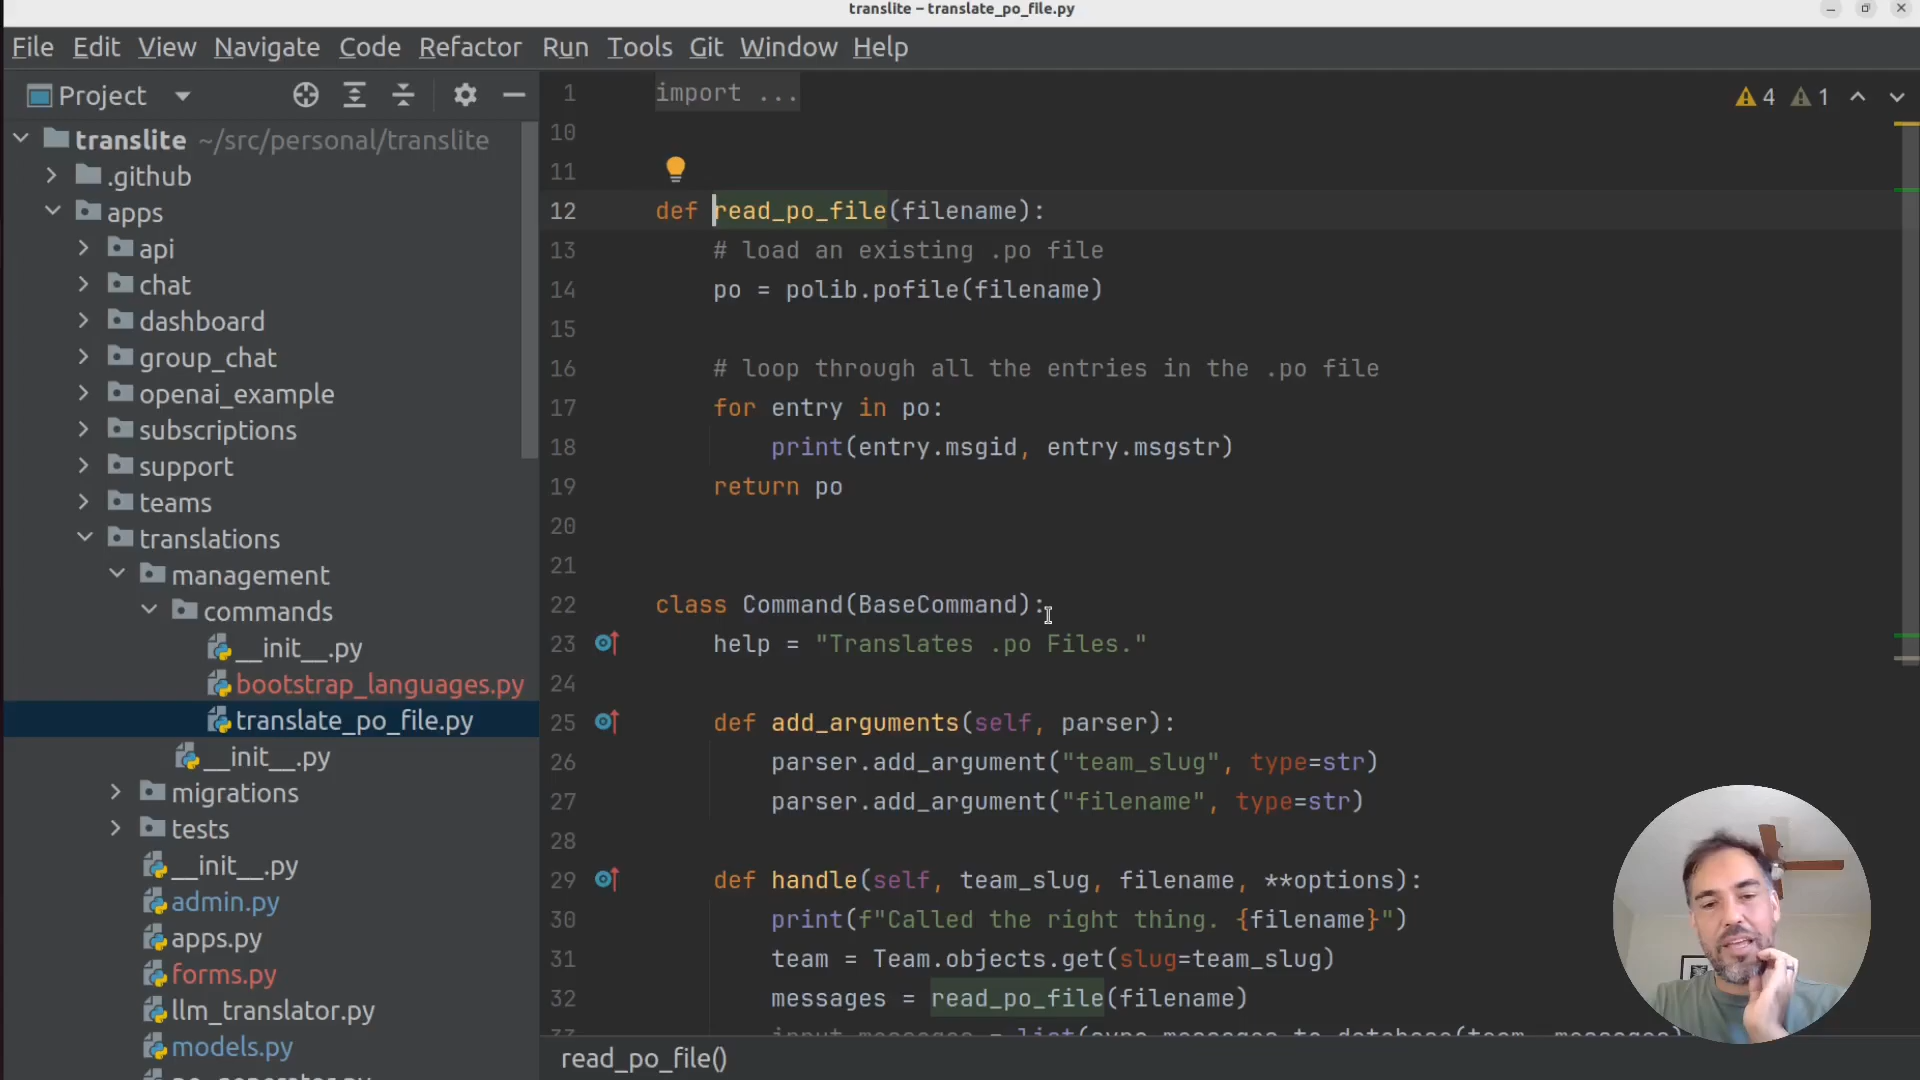 translite – translate_po_file.py
File Edit View Navigate Code Refactor Run Tools Git Window Help
Project
translite ~/src/personal/translite
.github
apps
api
chat
dashboard
group_chat
openai_example
subscriptions
support
teams
translations
management
commands
__init__.py
bootstrap_languages.py
translate_po_file.py
__init__.py
migrations
tests
__init__.py
admin.py
apps.py
forms.py
llm_translator.py
models.py
4 1
1 import ...
10
11
12 def read_po_file(filename):
13 # load an existing .po file
14 po = polib.pofile(filename)
15
16 # loop through all the entries in the .po file
17 for entry in po:
18 print(entry.msgid, entry.msgstr)
19 return po
20
21
22 class Command(BaseCommand):
23 help = "Translates .po Files."
24
25 def add_arguments(self, parser):
26 parser.add_argument("team_slug", type=str)
27 parser.add_argument("filename", type=str)
28
29 def handle(self, team_slug, filename, **options):
30 print(f"Called the right thing. {filename}")
31 team = Team.objects.get(slug=team_slug)
32 messages = read_po_file(filename)
read_po_file()